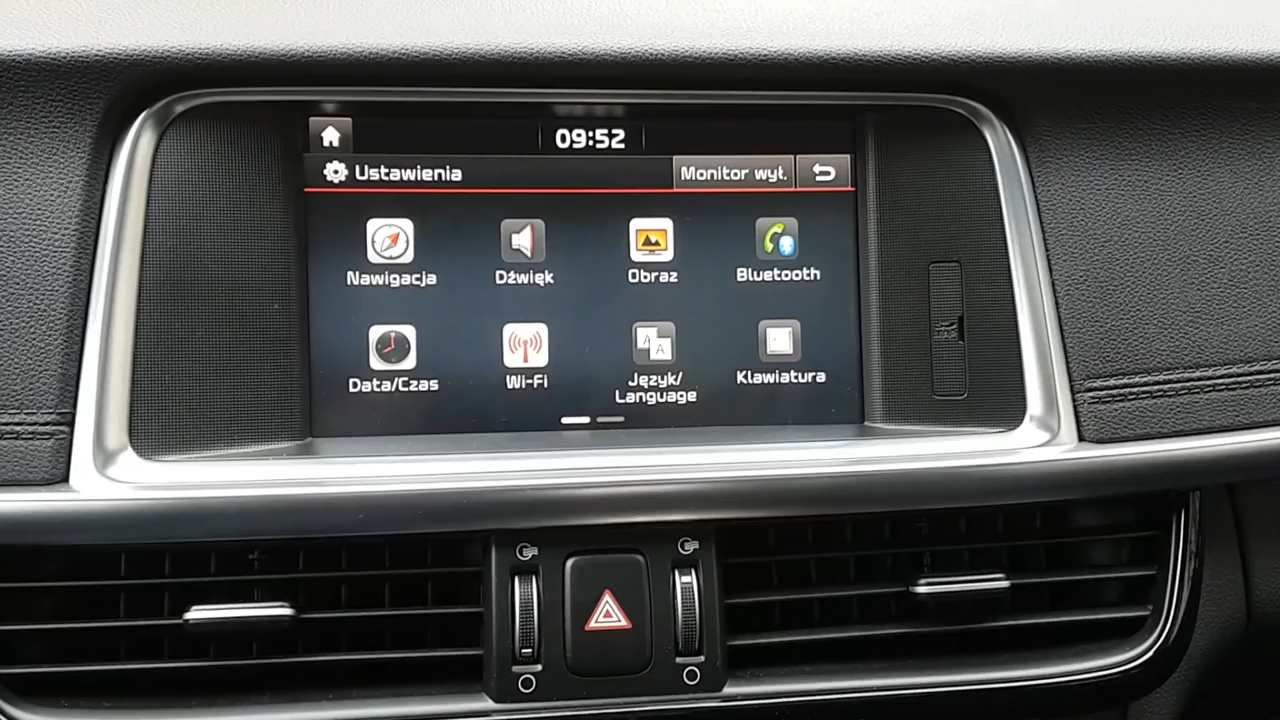 09:52
Ustawienia
Monitor wył.
Nawigacja
Dźwięk
Obraz
Bluetooth
Data/Czas
Wi-Fi
Język/
Language
Klawiatura